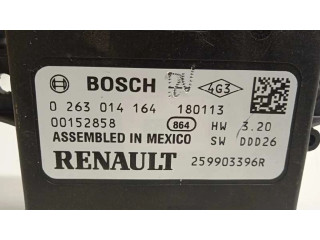 BOSCH 4G3
0 263 014 164 180113
00152858 864 HW 3.20
ASSEMBLED IN MEXICO SW DDD26
RENAULT 259903396R